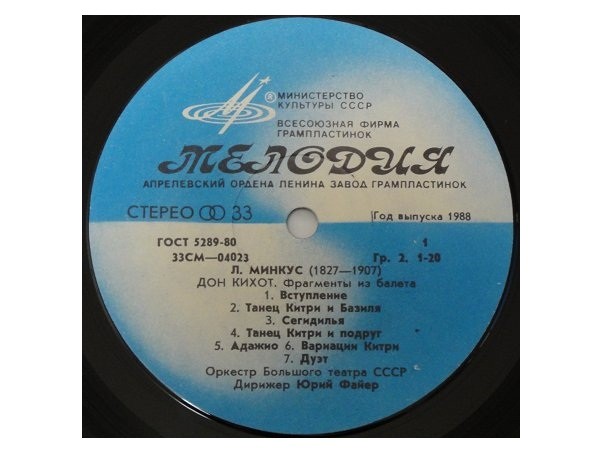 ® МИНИСТЕРСТВО
КУЛЬТУРЫ СССР
ВСЕСОЮЗНАЯ ФИРМА
ГРАМПЛАСТИНОК
МЕЛОДИЯ
АПРЕЛЕВСКИЙ ОРДЕНА ЛЕНИНА ЗАВОД ГРАМПЛАСТИНОК
СТЕРЕО 33
Год выпуска 1988
ГОСТ 5289-80 1
33СМ—04023 Гр. 2. 1-20
Л. МИНКУС (1827—1907)
ДОН КИХОТ. Фрагменты из балета
1. Вступление
2. Танец Китри и Базиля
3. Сегидилья
4. Танец Китри и подруг
5. Адажио 6. Вариации Китри
7. Дуэт
Оркестр Большого театра СССР
Дирижер Юрий Файер